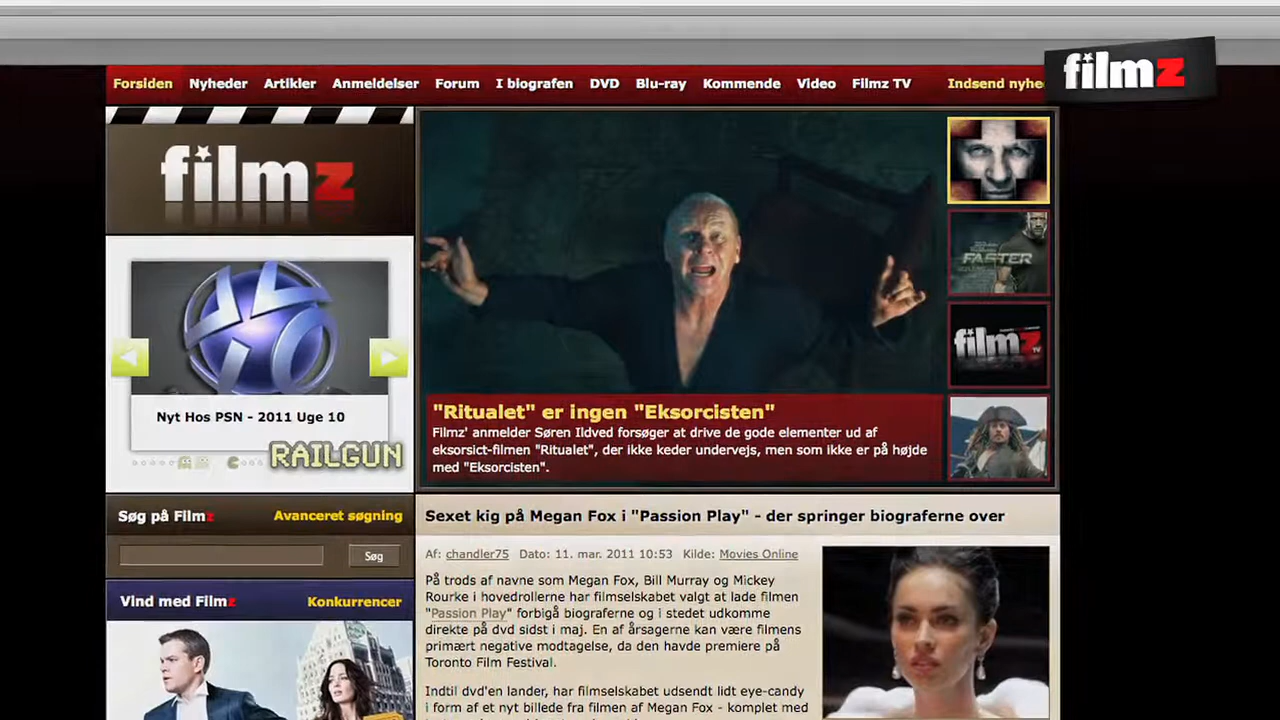 Forsiden Nyheder Artikler Anmeldelser Forum I biografen DVD Blu-ray Kommende Video Filmz TV Indsend nyhe
filmz
filmz
FASTER
filmz
TV
Nyt Hos PSN - 2011 Uge 10
RAILGUN
"Ritualet" er ingen "Eksorcisten"
Filmz' anmelder Søren Ildved forsøger at drive de gode elementer ud af
eksorsict-filmen "Ritualet", der ikke keder undervejs, men som ikke er på højde
med "Eksorcisten".
Søg på Filmz Avanceret søgning
Søg
Vind med Filmz Konkurrencer
Sexet kig på Megan Fox i "Passion Play" - der springer biograferne over
Af: chandler75 Dato: 11. mar. 2011 10:53 Kilde: Movies Online
På trods af navne som Megan Fox, Bill Murray og Mickey
Rourke i hovedrollerne har filmselskabet valgt at lade filmen
"Passion Play" forbigå biograferne og i stedet udkomme
direkte på dvd sidst i maj. En af årsagerne kan være filmens
primært negative modtagelse, da den havde premiere på
Toronto Film Festival.
Indtil dvd'en lander, har filmselskabet udsendt lidt eye-candy
i form af et nyt billede fra filmen af Megan Fox - komplet med